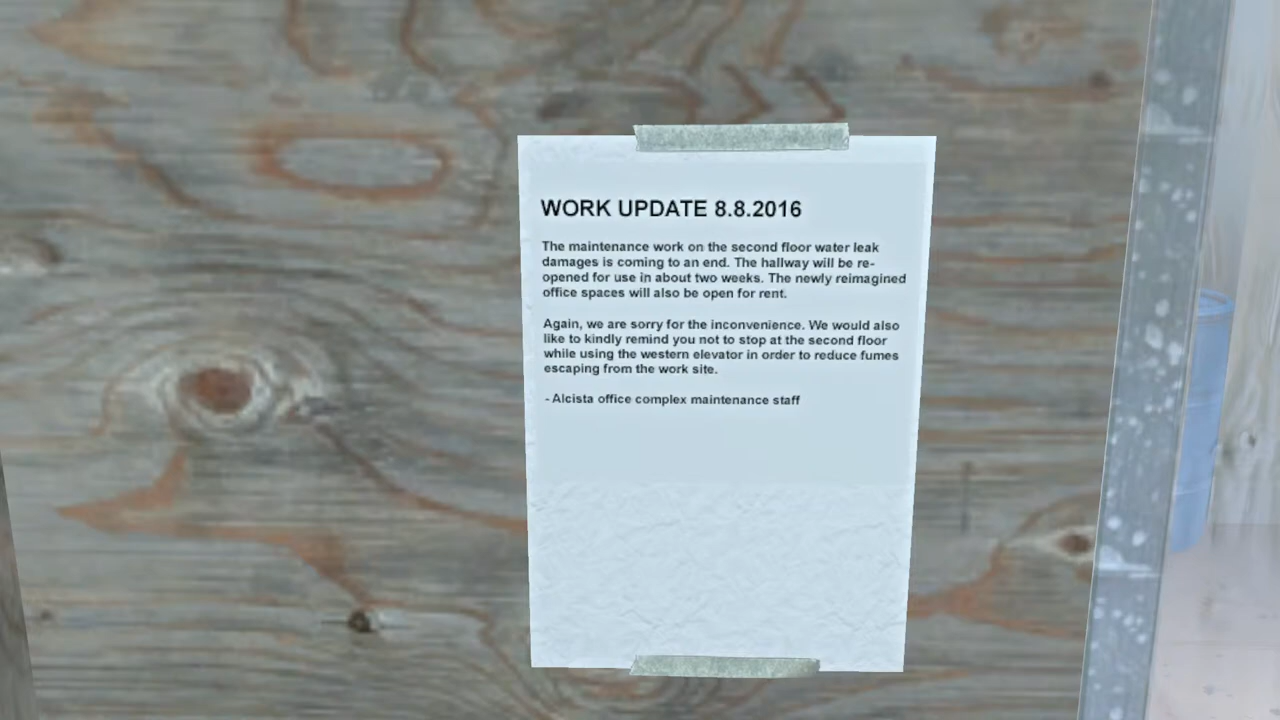 WORK UPDATE 8.8.2016
The maintenance work on the second floor water leak
damages is coming to an end. The hallway will be re-
opened for use in about two weeks. The newly reimagined
office spaces will also be open for rent.
Again, we are sorry for the inconvenience. We would also
like to kindly remind you not to stop at the second floor
while using the western elevator in order to reduce fumes
escaping from the work site.
- Alcista office complex maintenance staff